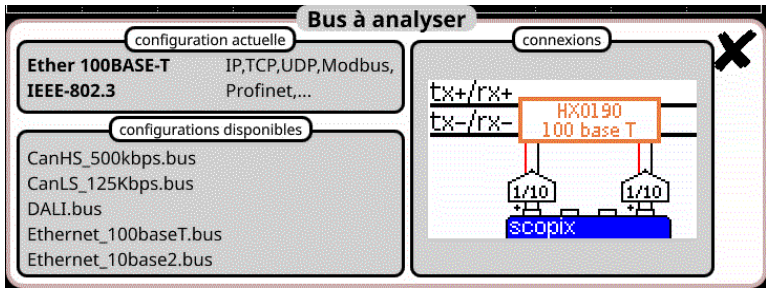 Bus à analyser
configuration actuelle
Ether 100BASE-T IP,TCP,UDP,Modbus,
IEEE-802.3 Profinet,...
configurations disponibles
CanHS_500kbps.bus
CanLS_125Kbps.bus
DALI.bus
Ethernet_100baseT.bus
Ethernet_10base2.bus
connexions
tx+/rx+
tx-/rx-
HX0190
100 base T
1/10 1/10
+ +
scopix